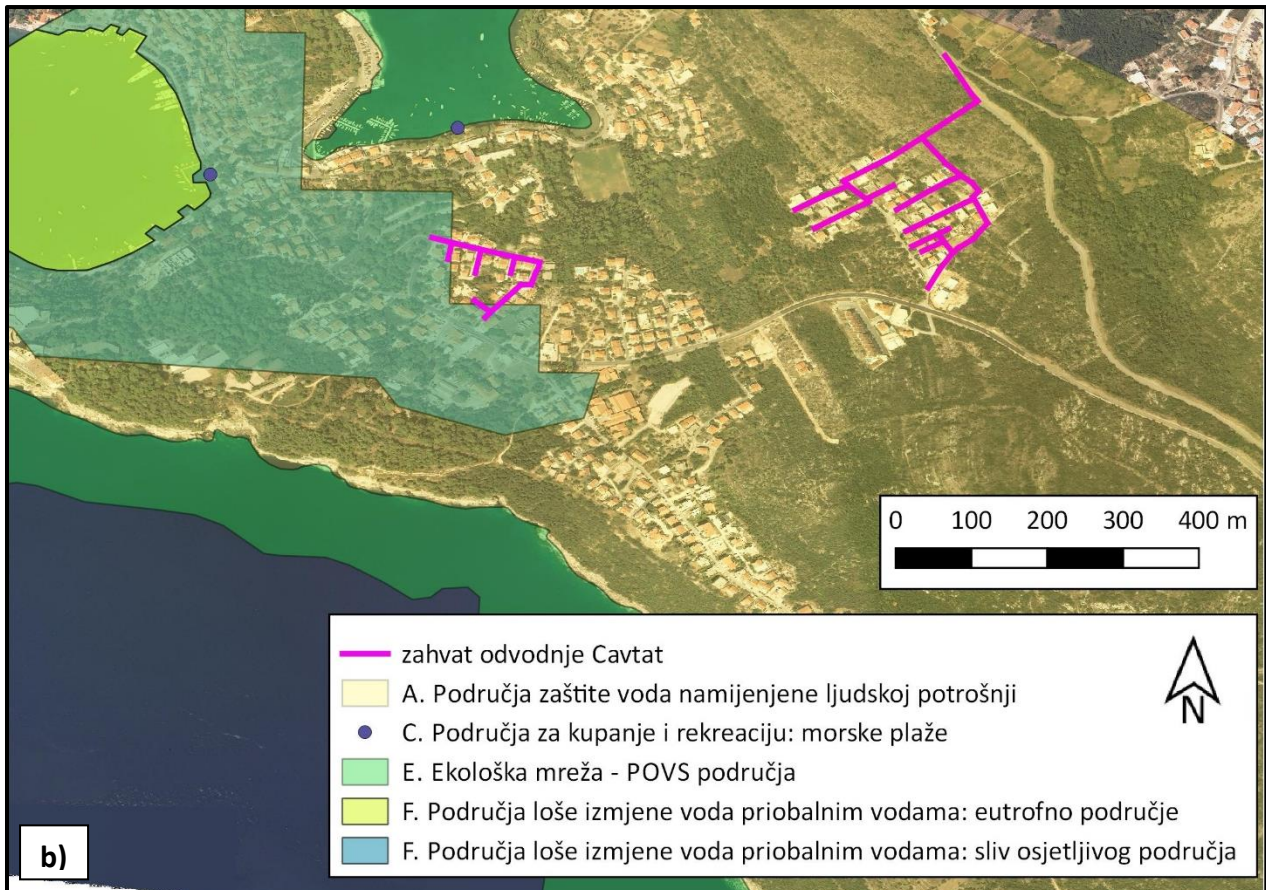 0 100 200 300 400 m
zahvat odvodnje Cavtat
A. Područja zaštite voda namijenjene ljudskoj potrošnji
C. Područja za kupanje i rekreaciju: morske plaže
N
E. Ekološka mreža - POVS područja
F. Područja loše izmjene voda priobalnim vodama: eutrofno područje
F. Područja loše izmjene voda priobalnim vodama: sliv osjetljivog područja
b)